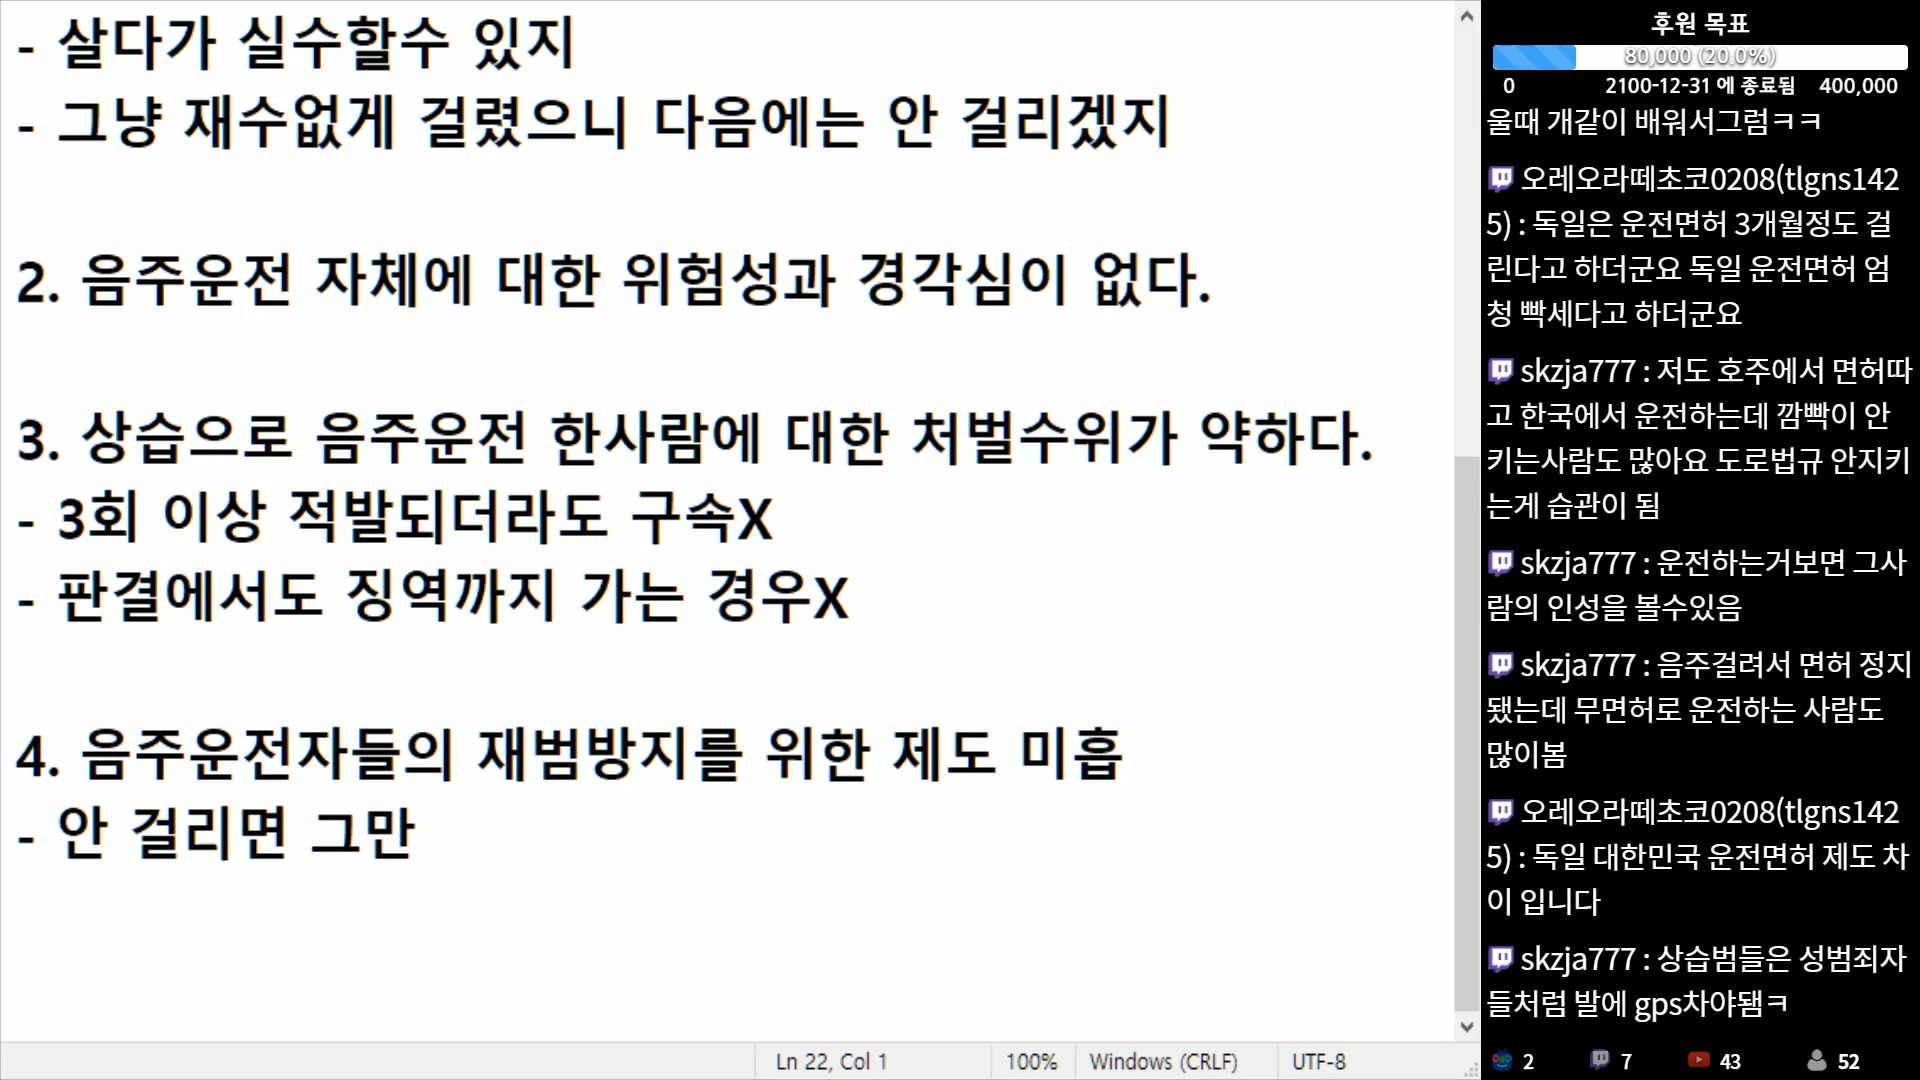 - 살다가 실수할수 있지
- 그냥 재수없게 걸렸으니 다음에는 안 걸리겠지
2. 음주운전 자체에 대한 위험성과 경각심이 없다.
3. 상습으로 음주운전 한사람에 대한 처벌수위가 약하다.
- 3회 이상 적발되더라도 구속X
- 판결에서도 징역까지 가는 경우X
4. 음주운전자들의 재범방지를 위한 제도 미흡
- 안 걸리면 그만
Ln 22, Col 1
100%
Windows (CRLF)
UTF-8
후원 목표
80,000 (20.0%)
0 2100-12-31 에 종료됨 400,000
울때 개같이 배워서그럼ㅋㅋ
오레오라떼초코0208(tlgns142
5) : 독일은 운전면허 3개월정도 걸
린다고 하더군요 독일 운전면허 엄
청 빡세다고 하더군요
skzja777 : 저도 호주에서 면허따
고 한국에서 운전하는데 깜빡이 안
키는사람도 많아요 도로법규 안지키
는게 습관이 됨
skzja777 : 운전하는거보면 그사
람의 인성을 볼수있음
skzja777 : 음주걸려서 면허 정지
됐는데 무면허로 운전하는 사람도
많이봄
오레오라떼초코0208(tlgns142
5) : 독일 대한민국 운전면허 제도 차
이 입니다
skzja777 : 상습범들은 성범죄자
들처럼 발에 gps차야됌ㅋ
2 7 43 52